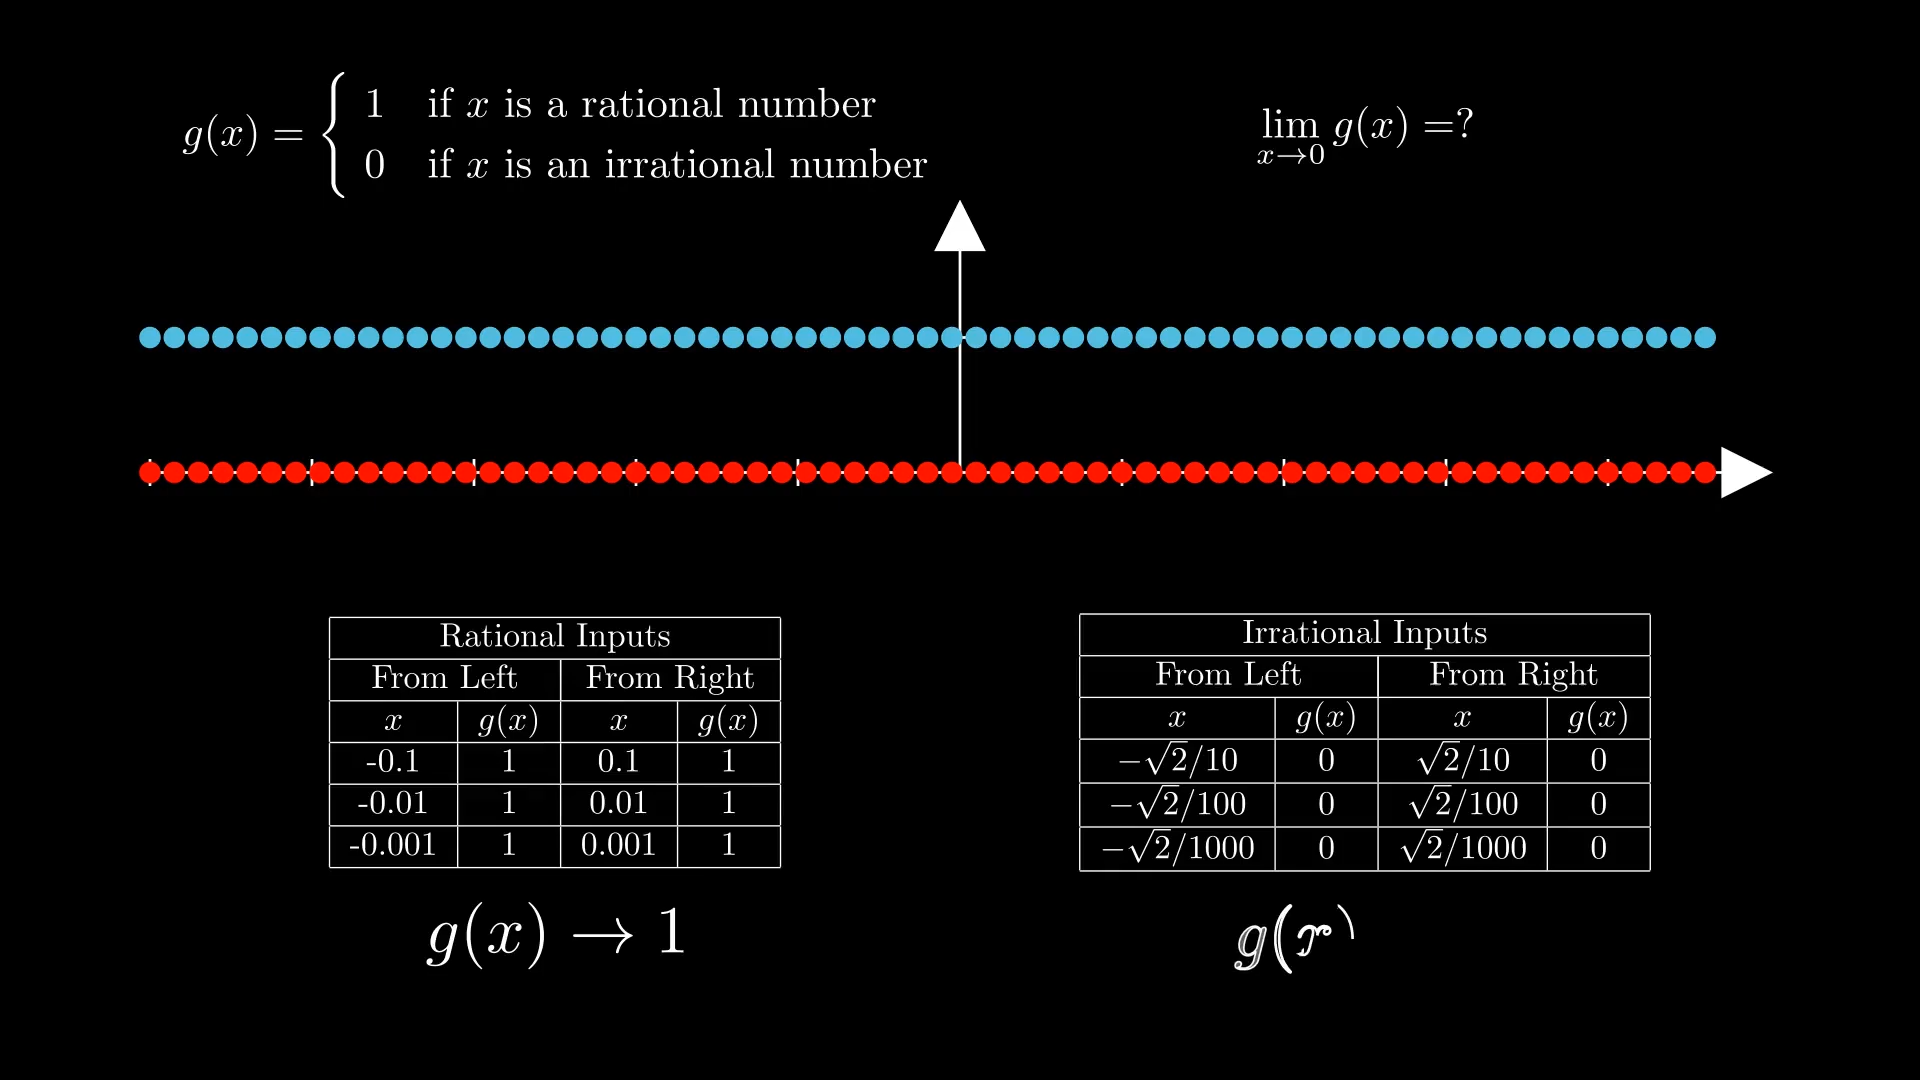 g(x) = { 1 if x is a rational number
0 if x is an irrational number
lim x→0 g(x) =?
Rational Inputs
From Left From Right
x g(x) x g(x)
-0.1 1 0.1 1
-0.01 1 0.01 1
-0.001 1 0.001 1
g(x) → 1
Irrational Inputs
From Left From Right
x g(x) x g(x)
−√2/10 0 √2/10 0
−√2/100 0 √2/100 0
−√2/1000 0 √2/1000 0
g(x)